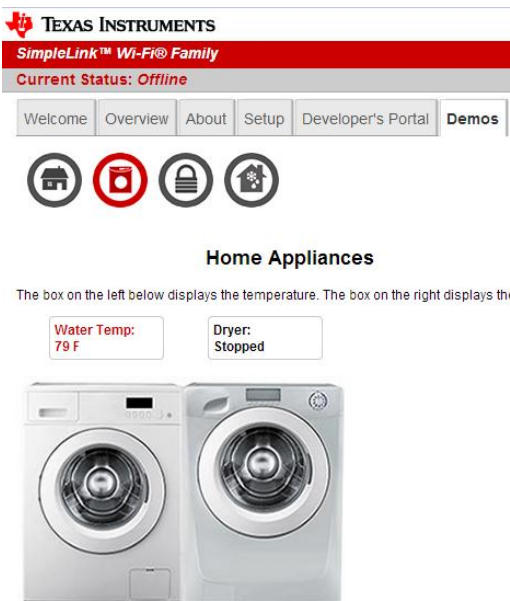 TEXAS INSTRUMENTS
SimpleLink™ Wi-Fi® Family
Current Status: Offline
Welcome Overview About Setup Developer's Portal Demos
Home Appliances
The box on the left below displays the temperature. The box on the right displays the
Water Temp:
79 F
Dryer:
Stopped